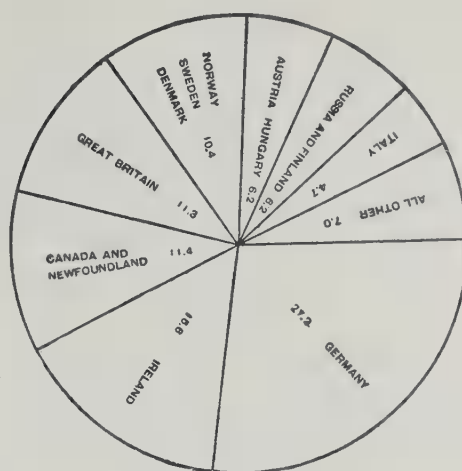 NORWAY
SWEDEN
DENMARK
10.4
AUSTRIA HUNGARY 6.2
RUSSIA AND FINLAND 6.2
ITALY 4.7
ALL OTHER 7.0
27.2 GERMANY
15.6
IRELAND
CANADA AND
NEWFOUNDLAND
11.4
GREAT BRITAIN 11.3